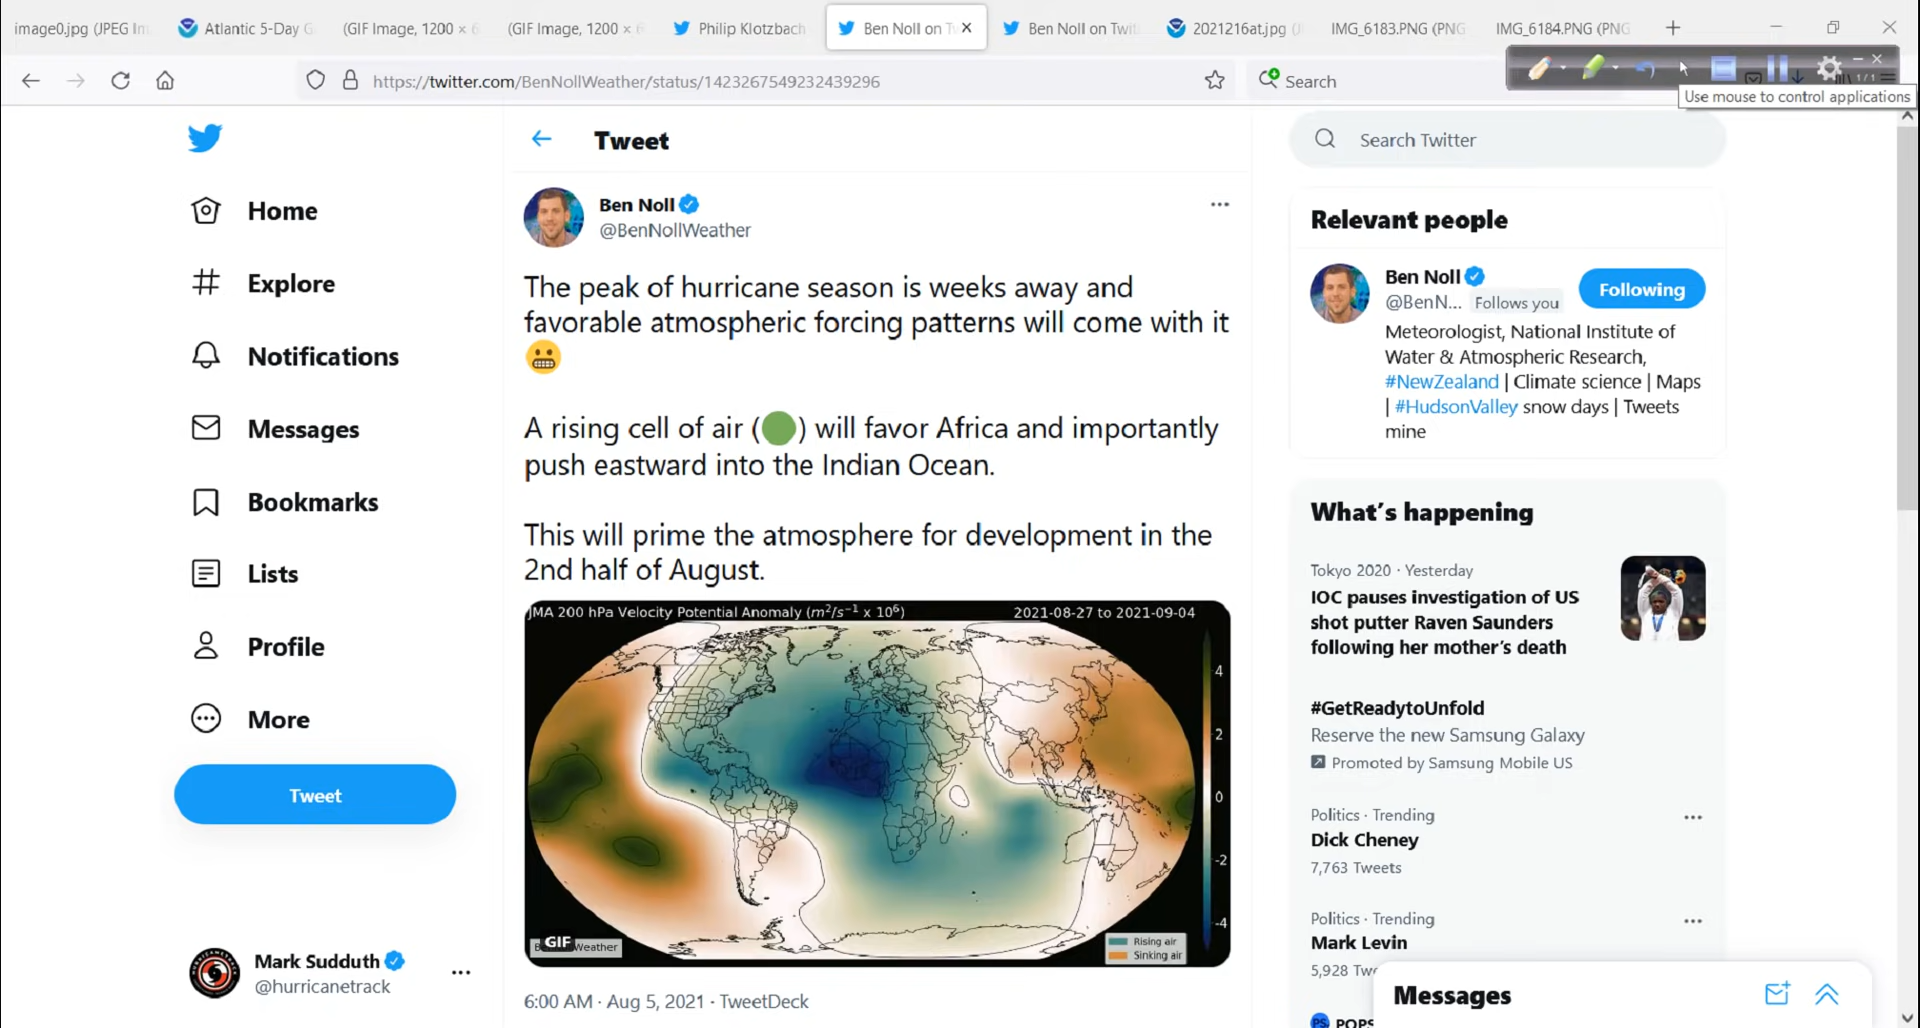 image0.jpg (JPEG Im
Atlantic 5-Day G
(GIF Image, 1200 × 6
(GIF Image, 1200 × 6
Philip Klotzbach
Ben Noll on T
Ben Noll on Twit
2021216at.jpg (J
IMG_6183.PNG (PNG
IMG_6184.PNG (PNG
https://twitter.com/BenNollWeather/status/1423267549232439296
Search
1/1
Use mouse to control applications
Home
Explore
Notifications
Messages
Bookmarks
Lists
Profile
More
Tweet
Mark Sudduth
@hurricanetrack
Tweet
Ben Noll
@BenNollWeather
The peak of hurricane season is weeks away and
favorable atmospheric forcing patterns will come with it
😬
A rising cell of air (🟢) will favor Africa and importantly
push eastward into the Indian Ocean.
This will prime the atmosphere for development in the
2nd half of August.
JMA 200 hPa Velocity Potential Anomaly (m²/s⁻¹ x 10⁶)
2021-08-27 to 2021-09-04
4
2
0
-2
-4
GIF
Weather
Rising air
Sinking air
6:00 AM · Aug 5, 2021 · TweetDeck
Search Twitter
Relevant people
Ben Noll
@BenN...
Follows you
Following
Meteorologist, National Institute of
Water & Atmospheric Research,
#NewZealand | Climate science | Maps
| #HudsonValley snow days | Tweets
mine
What's happening
Tokyo 2020 · Yesterday
IOC pauses investigation of US
shot putter Raven Saunders
following her mother's death
#GetReadytoUnfold
Reserve the new Samsung Galaxy
Promoted by Samsung Mobile US
Politics · Trending
Dick Cheney
7,763 Tweets
Politics · Trending
Mark Levin
5,928 Twe
Messages